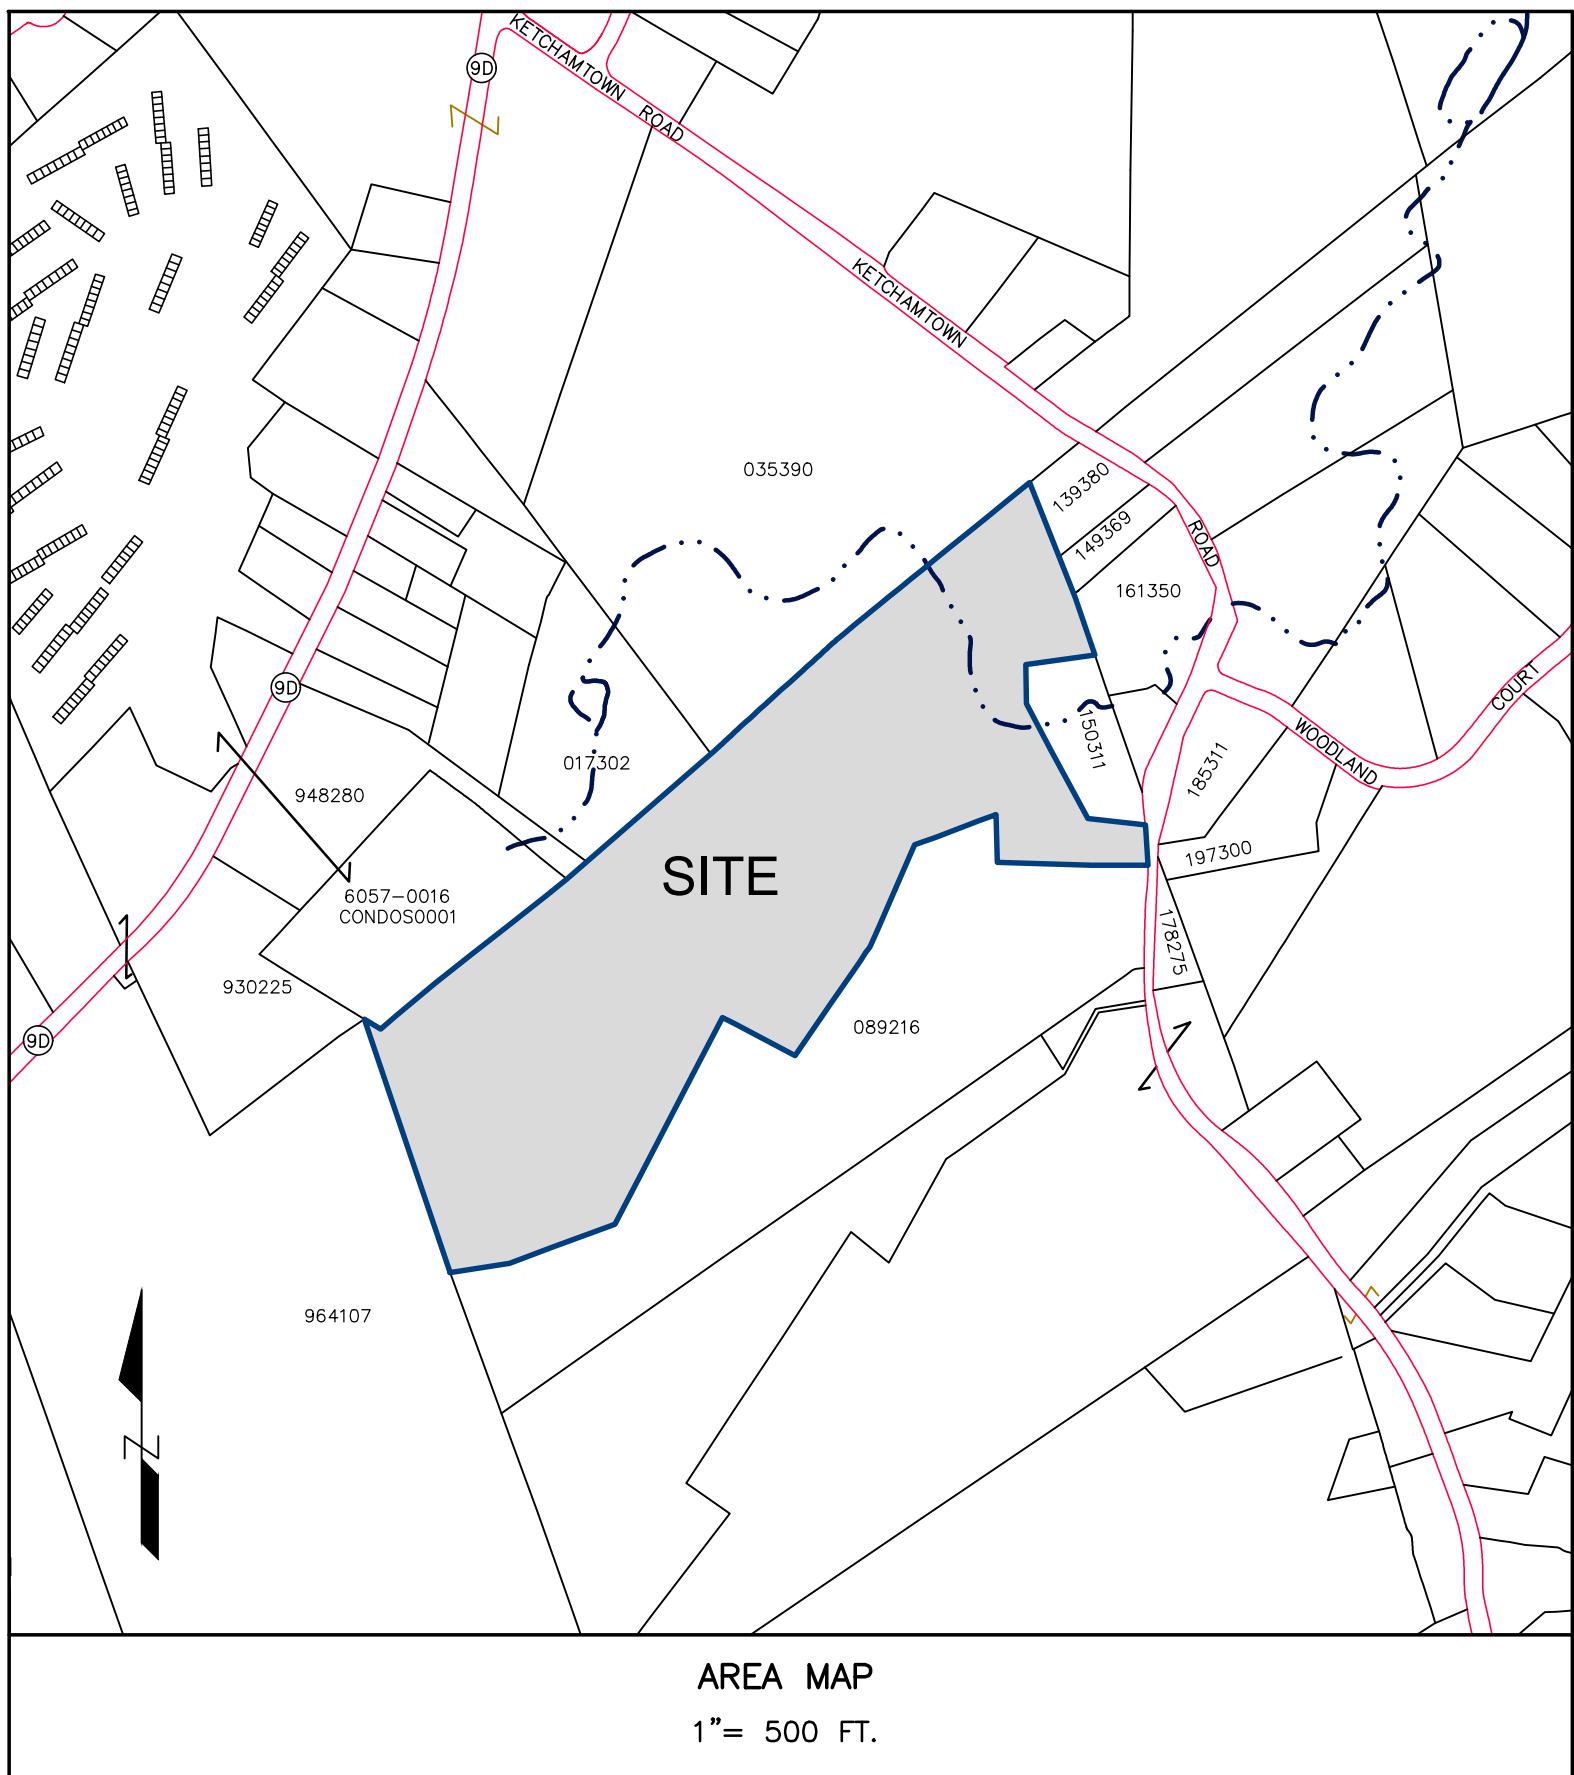 KETCHAMTOWN ROAD
9D
KETCHAMTOWN
035390
139380
149369
ROAD
161350
9D
COURT
150311
WOODLAND
017302
185311
948280
197300
SITE
6057-0016
CONDOS0001
178275
930225
089216
9D
964107
N
AREA MAP
1"= 500 FT.